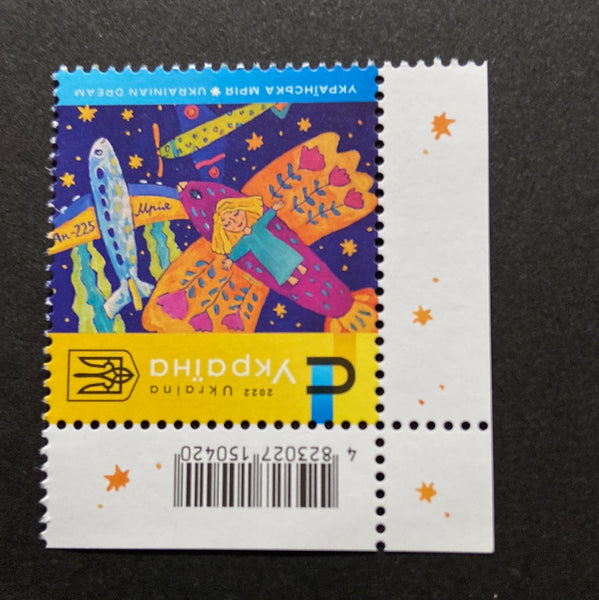 УКРАЇНСЬКА МРІЯ ✽ UKRAINIAN DREAM
Ан-225
Мрія
U
Україна
2022 Ukraina
4 823027 150420